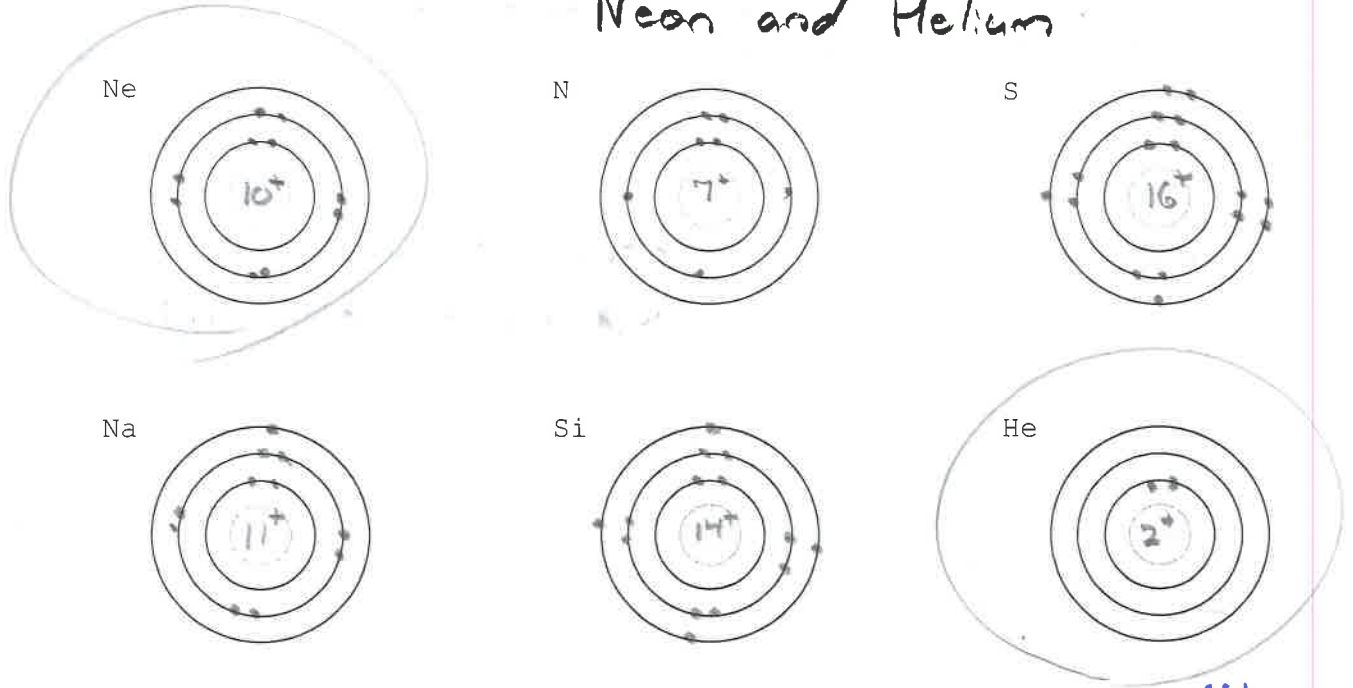 Neon and Helium
Ne
N
S
10+
7+
16+
Na
Si
He
11+
14+
2+